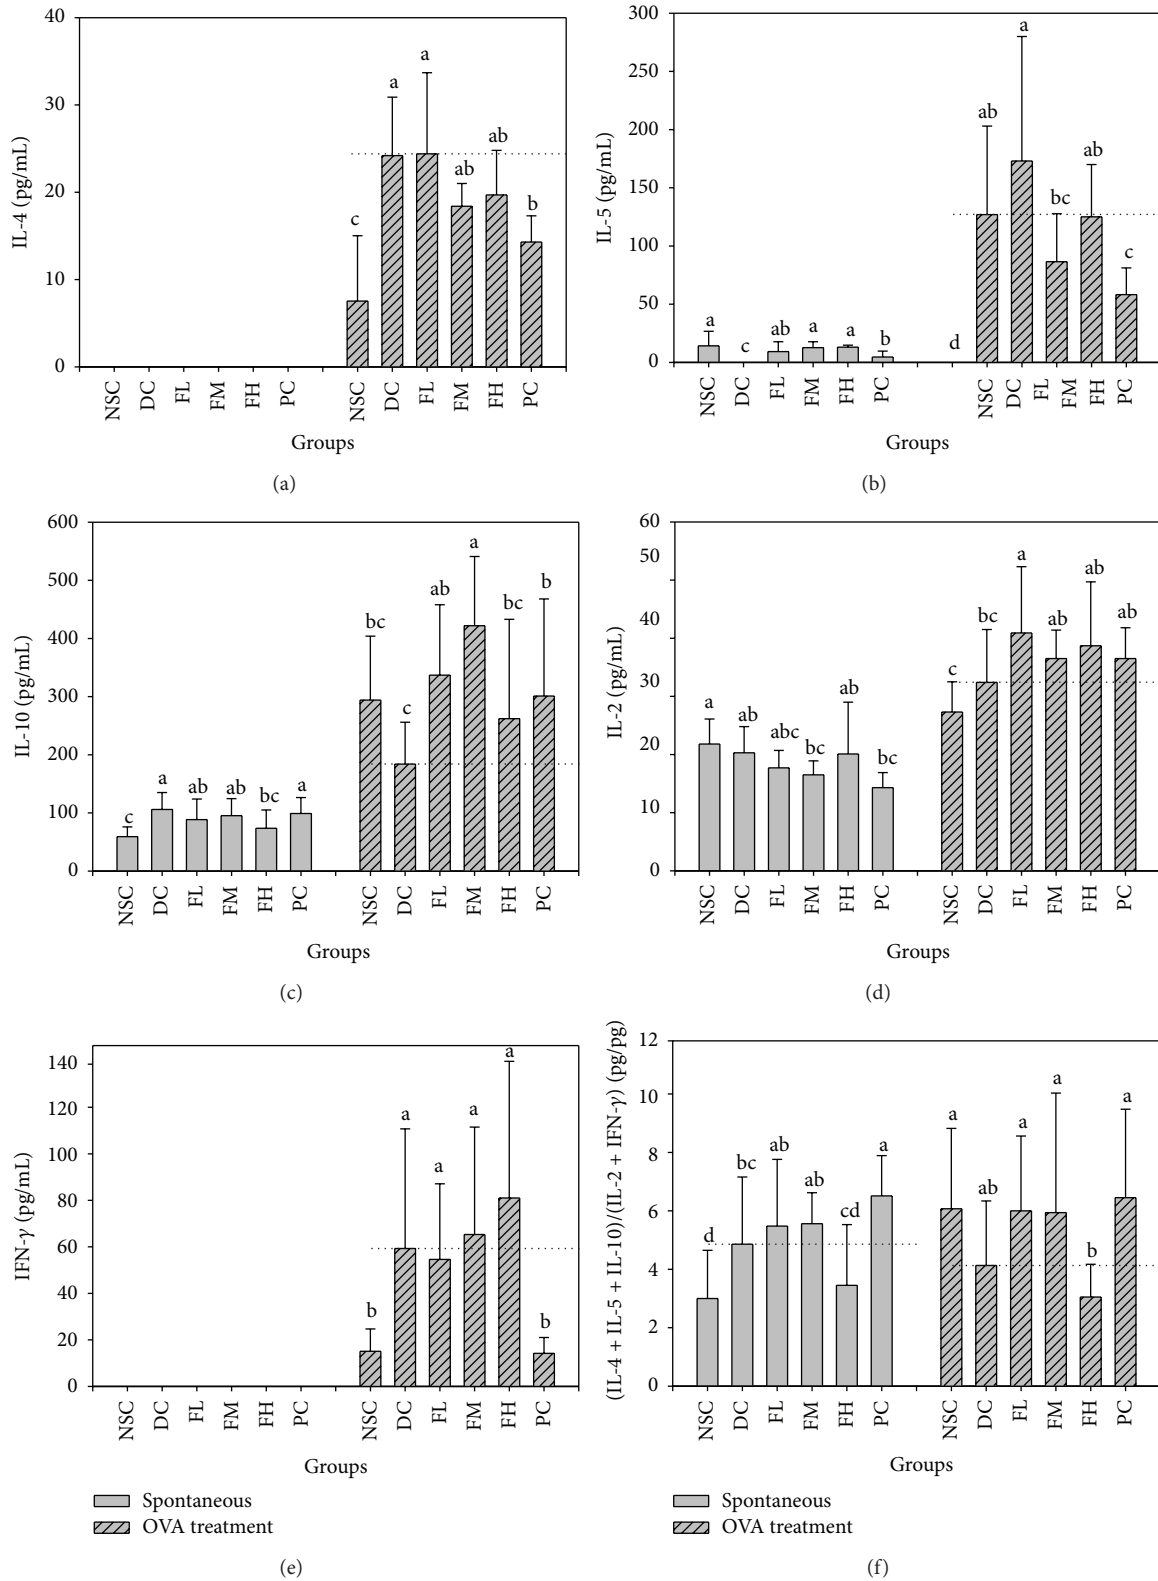 40
30
20
10
0
IL-4 (pg/mL)
c
a
a
ab
ab
b
NSC DC FL FM FH PC NSC DC FL FM FH PC
Groups
(a)
300
250
200
150
100
50
0
IL-5 (pg/mL)
a
c
ab
a
a
b
d
ab
a
bc
ab
c
NSC DC FL FM FH PC NSC DC FL FM FH PC
Groups
(b)
600
500
400
300
200
100
0
IL-10 (pg/mL)
c
a
ab
ab
bc
a
bc
c
ab
a
bc
b
NSC DC FL FM FH PC NSC DC FL FM FH PC
Groups
(c)
60
50
40
30
20
10
0
IL-2 (pg/mL)
a
ab
abc
bc
ab
bc
c
bc
a
ab
ab
ab
NSC DC FL FM FH PC NSC DC FL FM FH PC
Groups
(d)
140
120
100
80
60
40
20
0
IFN-γ (pg/mL)
b
a
a
a
a
b
NSC DC FL FM FH PC NSC DC FL FM FH PC
Groups
Spontaneous
OVA treatment
(e)
12
10
8
6
4
2
0
(IL-4 + IL-5 + IL-10)/(IL-2 + IFN-γ) (pg/pg)
d
bc
ab
ab
cd
a
a
ab
a
a
b
a
NSC DC FL FM FH PC NSC DC FL FM FH PC
Groups
Spontaneous
OVA treatment
(f)